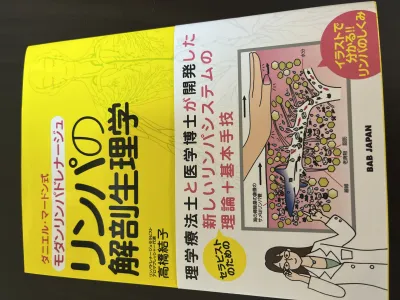 ダニエル・マードン式
モダンリンパドレナージュ
リンパの
解剖生理学
高橋結子
理学療法士と医学博士が開発した
新しいリンパシステムの
理論＋基本手技
セラピストの
ためのの
イラストで
分かる!!
リンパのしくみ
BAB JAPAN